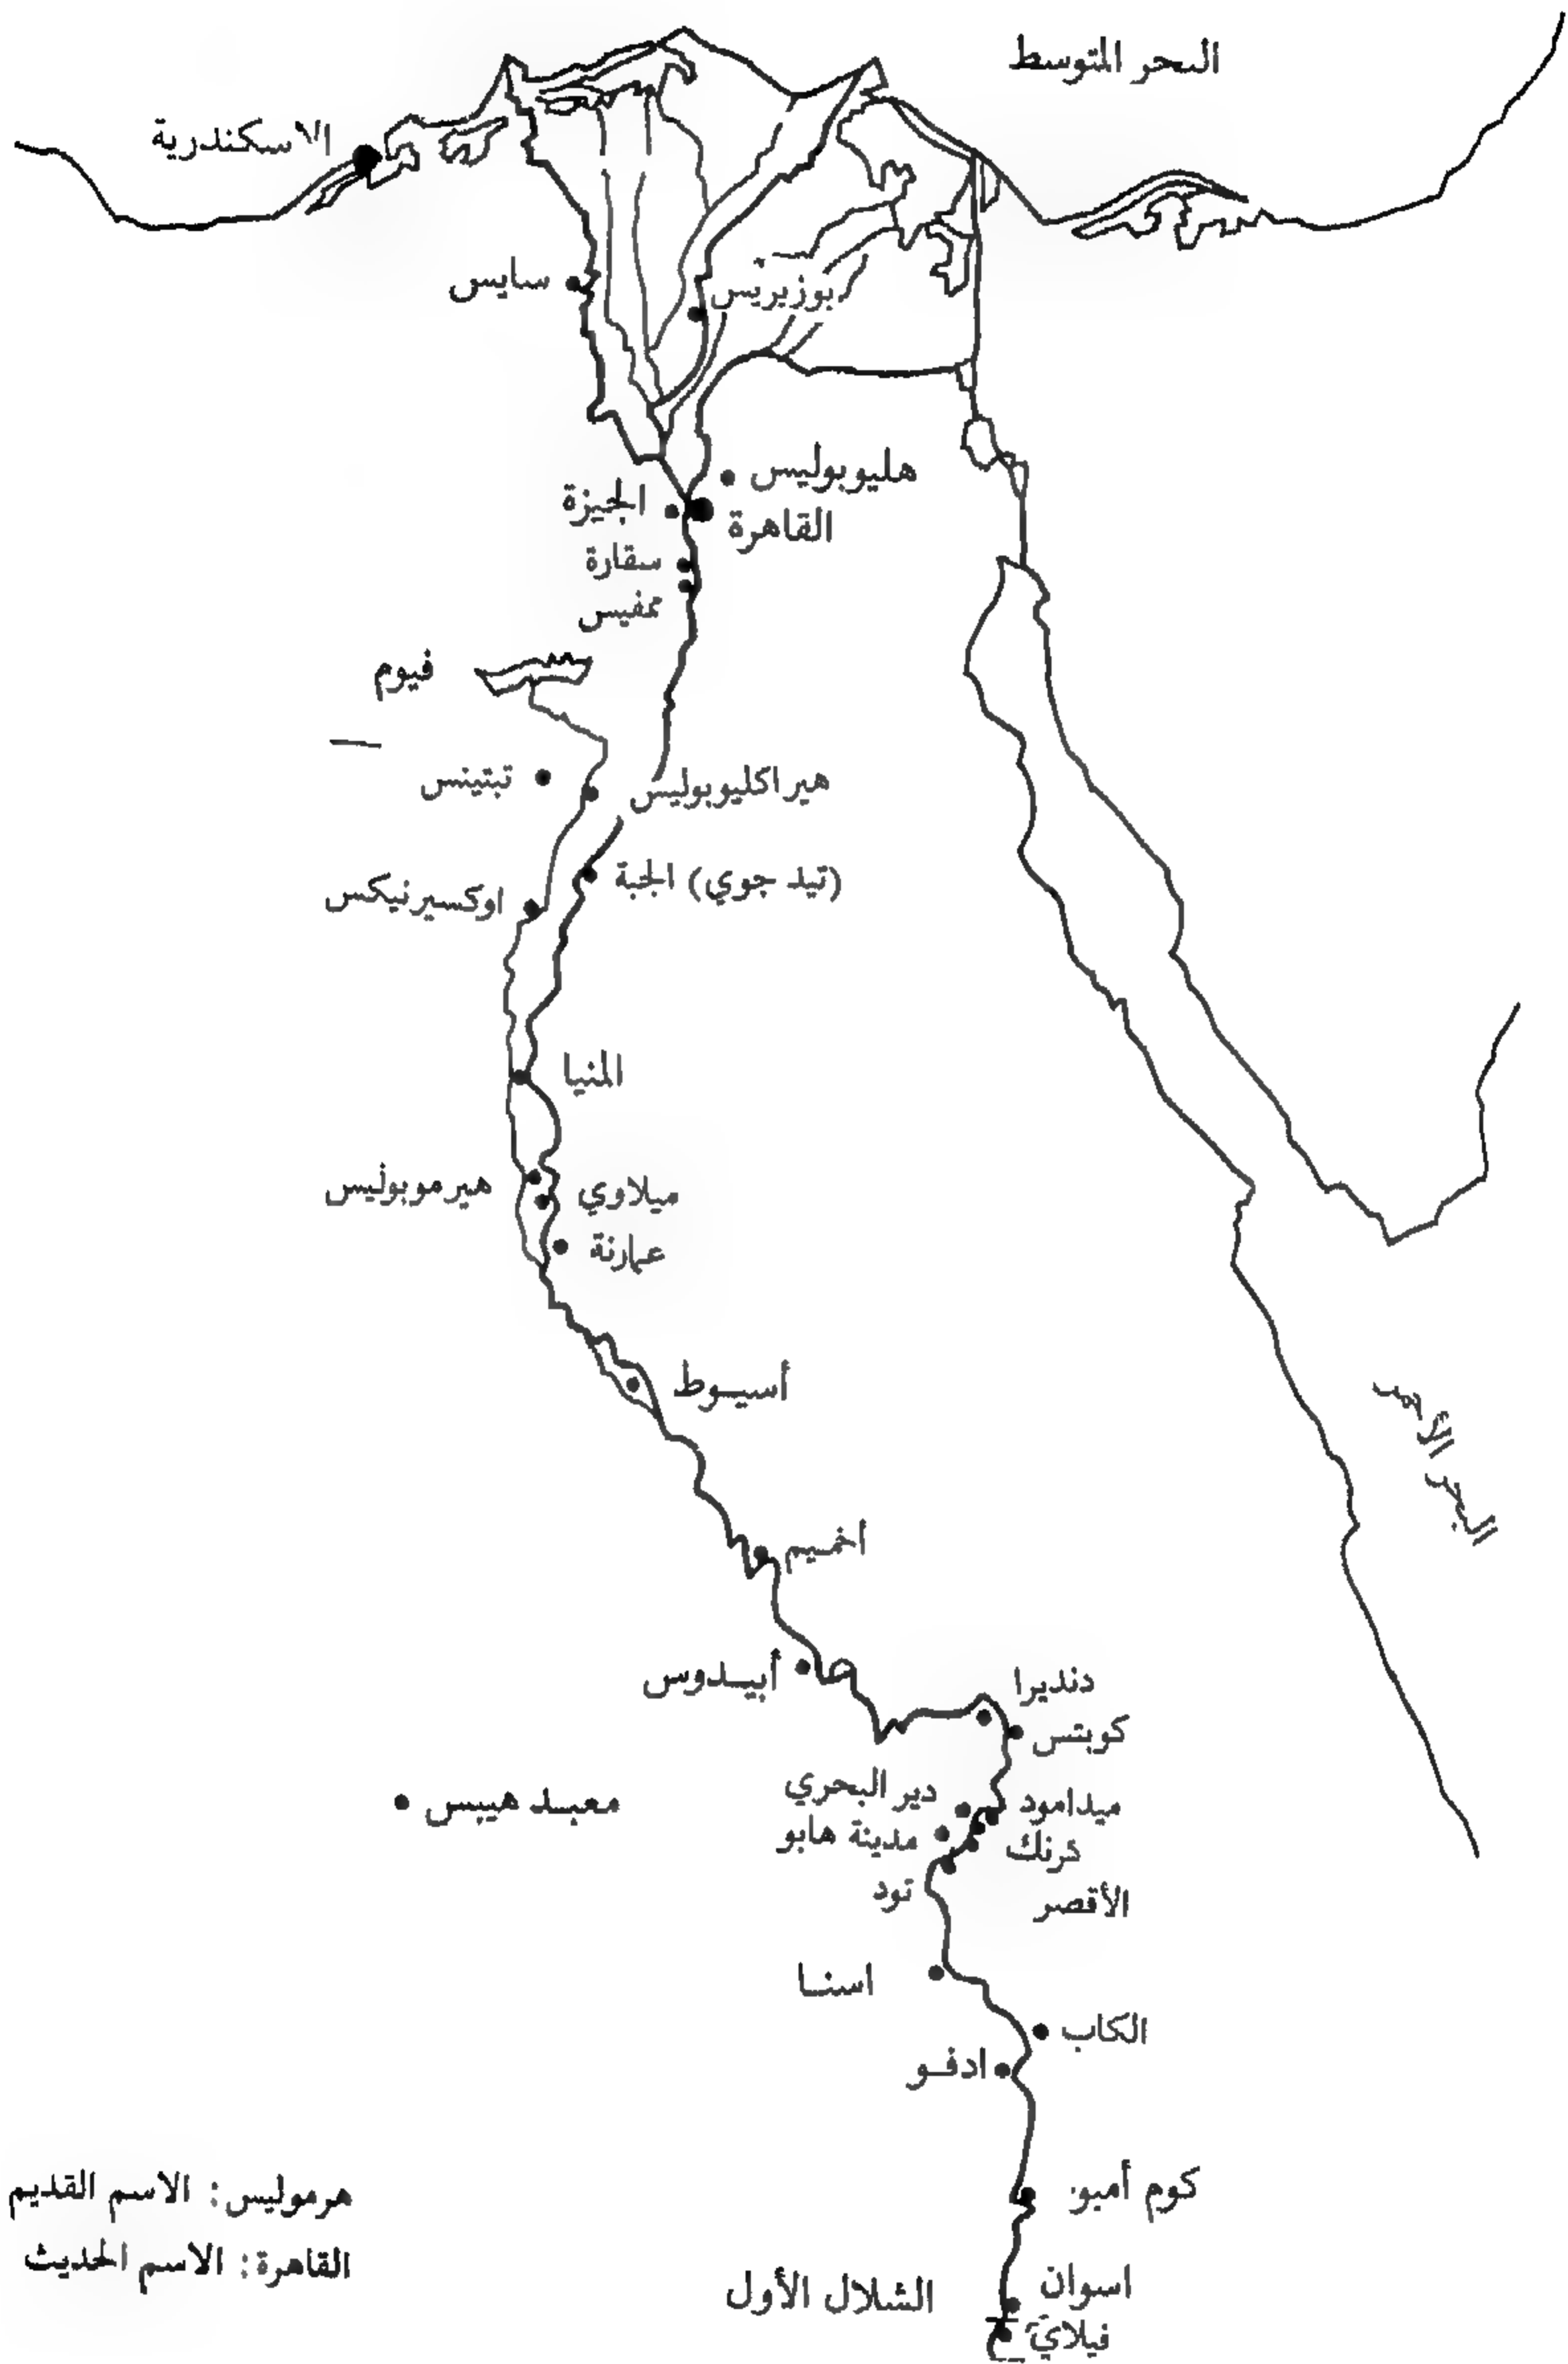 البحر المتوسط
الاسكندرية
سايس
بوزيريس
هليوبوليس
الجيزة
القاهرة
سقارة
ممفيس
فيوم
تبتينس
هيراكليوبوليس
(تيد جوي) الجبة
اوكسيرنيكس
المنيا
هيرموبوليس
ميلاوي
عمارنة
أسيوط
البحر الأحمر
أخميم
أبيدوس
دنديرا
كوبتس
معبد هيبس
دير البحري
ميدامود
مدينة هابو
كرنك
تود
الأقصر
اسنا
الكاب
ادفو
كوم أمبو
هرموليس: الاسم القديم
القاهرة: الاسم الحديث
اسوان
الشلال الأول
فيلاي